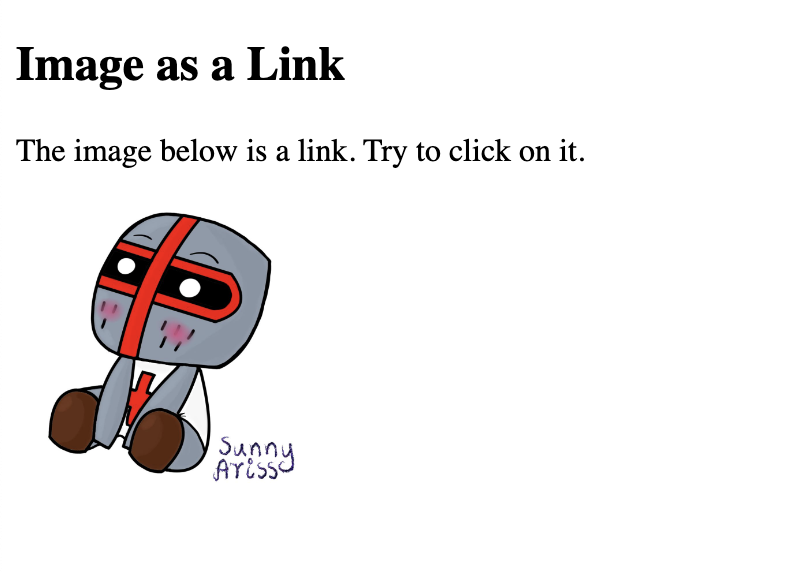 Image as a Link
The image below is a link. Try to click on it.
Sunny
Ariss